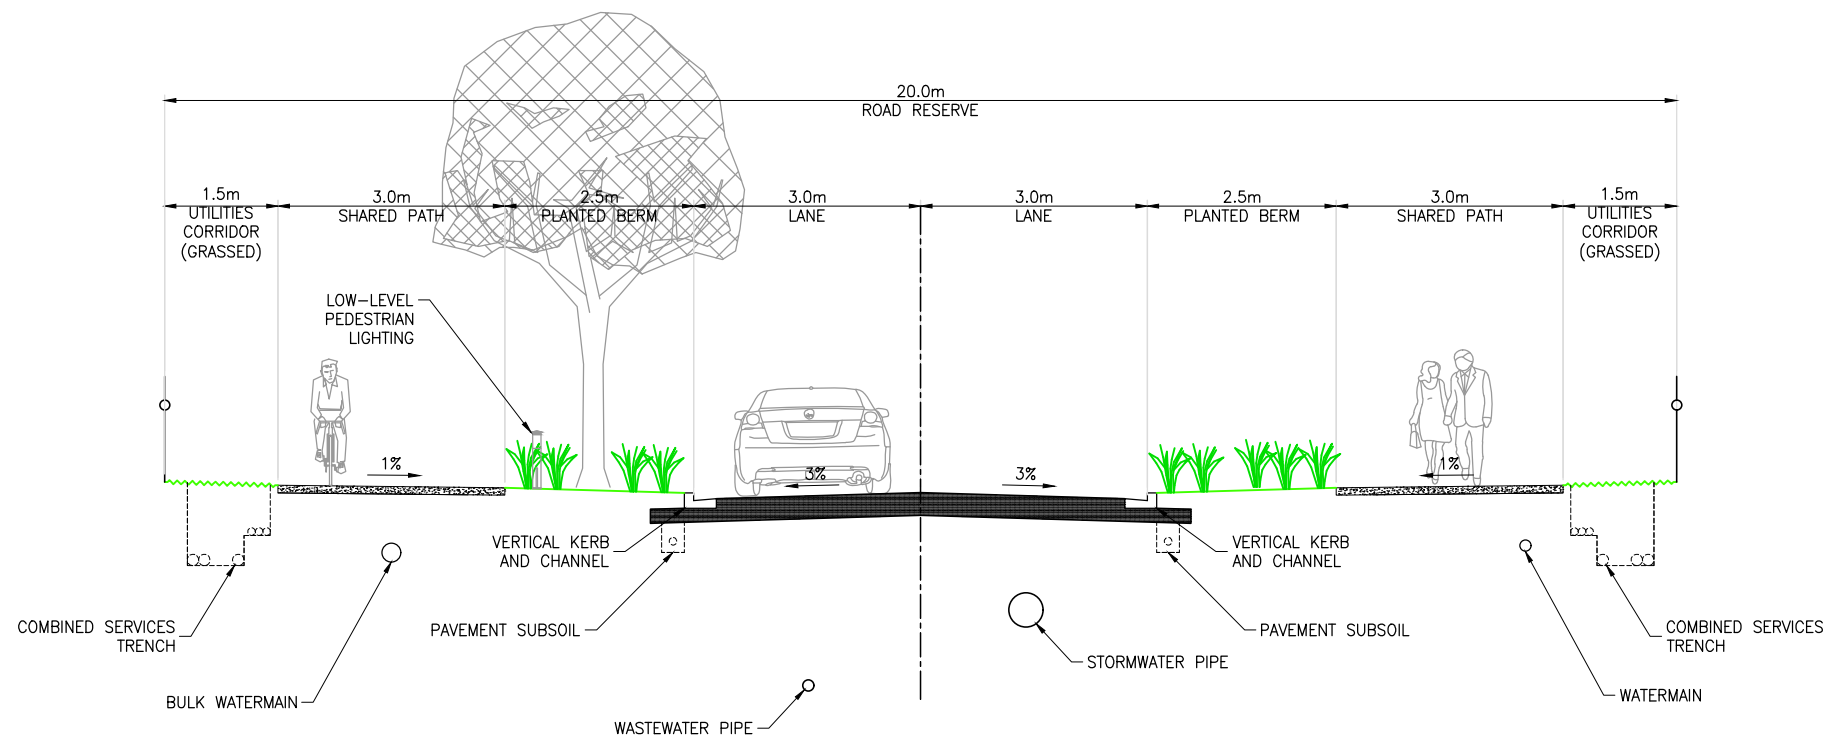 20.0m
ROAD RESERVE
1.5m
UTILITIES
CORRIDOR
(GRASSED)
3.0m
SHARED PATH
2.5m
PLANTED BERM
3.0m
LANE
3.0m
LANE
2.5m
PLANTED BERM
3.0m
SHARED PATH
1.5m
UTILITIES
CORRIDOR
(GRASSED)
LOW-LEVEL
PEDESTRIAN
LIGHTING
1%
3%
3%
1%
VERTICAL KERB
AND CHANNEL
VERTICAL KERB
AND CHANNEL
COMBINED SERVICES
TRENCH
PAVEMENT SUBSOIL
PAVEMENT SUBSOIL
COMBINED SERVICES
TRENCH
STORMWATER PIPE
BULK WATERMAIN
WATERMAIN
WASTEWATER PIPE